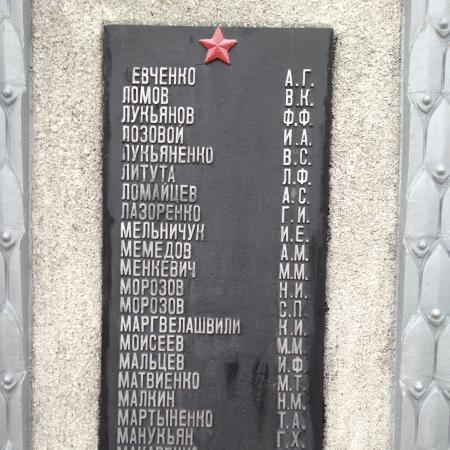 ЕВЧЕНКО А.Г.
ЛОМОВ В.К.
ЛУКЬЯНОВ Ф.Ф.
ЛОЗОВОЙ И.А.
ЛУКЬЯНЕНКО В.С.
ЛИТУТА Л.Ф.
ЛОМАЙЦЕВ А.С.
ЛАЗОРЕНКО Г.И.
МЕЛЬНИЧУК И.Е.
МЕМЕДОВ А.М.
МЕНКЕВИЧ М.М.
МОРОЗОВ Н.И.
МОРОЗОВ С.П.
МАРГВЕЛАШВИЛИ К.И.
МОИСЕЕВ М.М.
МАЛЬЦЕВ И.Ф.
МАТВИЕНКО М.Т.
МАЛКИН Н.М.
МАРТЫНЕНКО Т.А.
МАНУКЬЯН Г.Х.